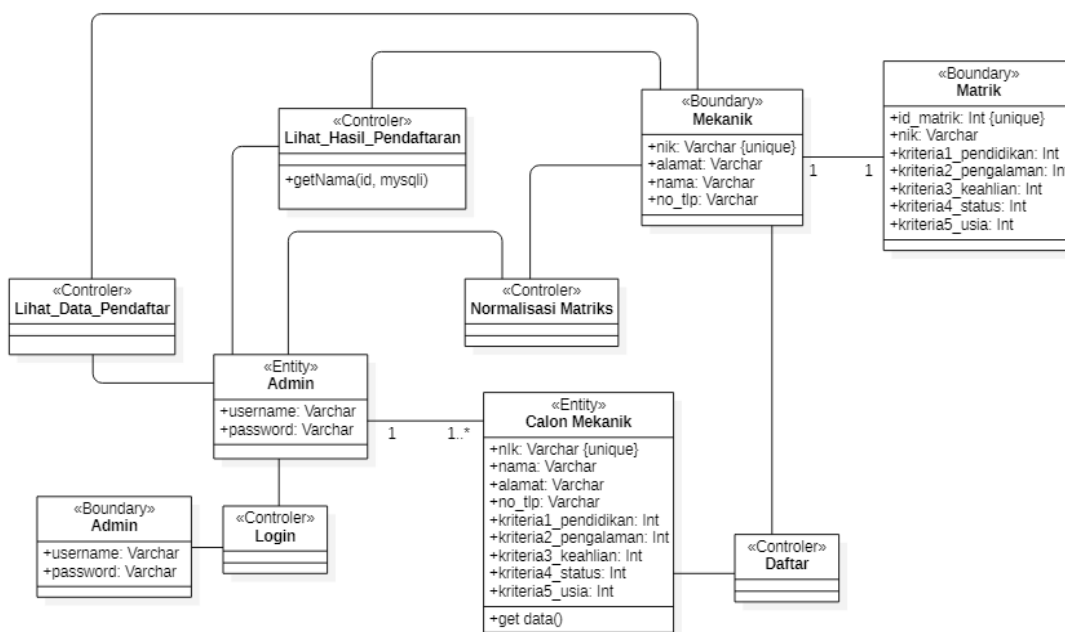 «Controler»
Lihat_Hasil_Pendaftaran
+getNama(id, mysqli)
«Boundary»
Mekanik
+nik: Varchar {unique}
+alamat: Varchar
+nama: Varchar
+no_tlp: Varchar
1
1
«Boundary»
Matrik
+id_matrik: Int {unique}
+nik: Varchar
+kriteria1_pendidikan: Int
+kriteria2_pengalaman: Int
+kriteria3_keahlian: Int
+kriteria4_status: Int
+kriteria5_usia: Int
«Controler»
Lihat_Data_Pendaftar
«Controler»
Normalisasi Matriks
«Entity»
Admin
+username: Varchar
+password: Varchar
1
1..*
«Entity»
Calon Mekanik
+nIk: Varchar {unique}
+nama: Varchar
+alamat: Varchar
+no_tlp: Varchar
+kriteria1_pendidikan: Int
+kriteria2_pengalaman: Int
+kriteria3_keahlian: Int
+kriteria4_status: Int
+kriteria5_usia: Int
+get data()
«Boundary»
Admin
+username: Varchar
+password: Varchar
«Controler»
Login
«Controler»
Daftar